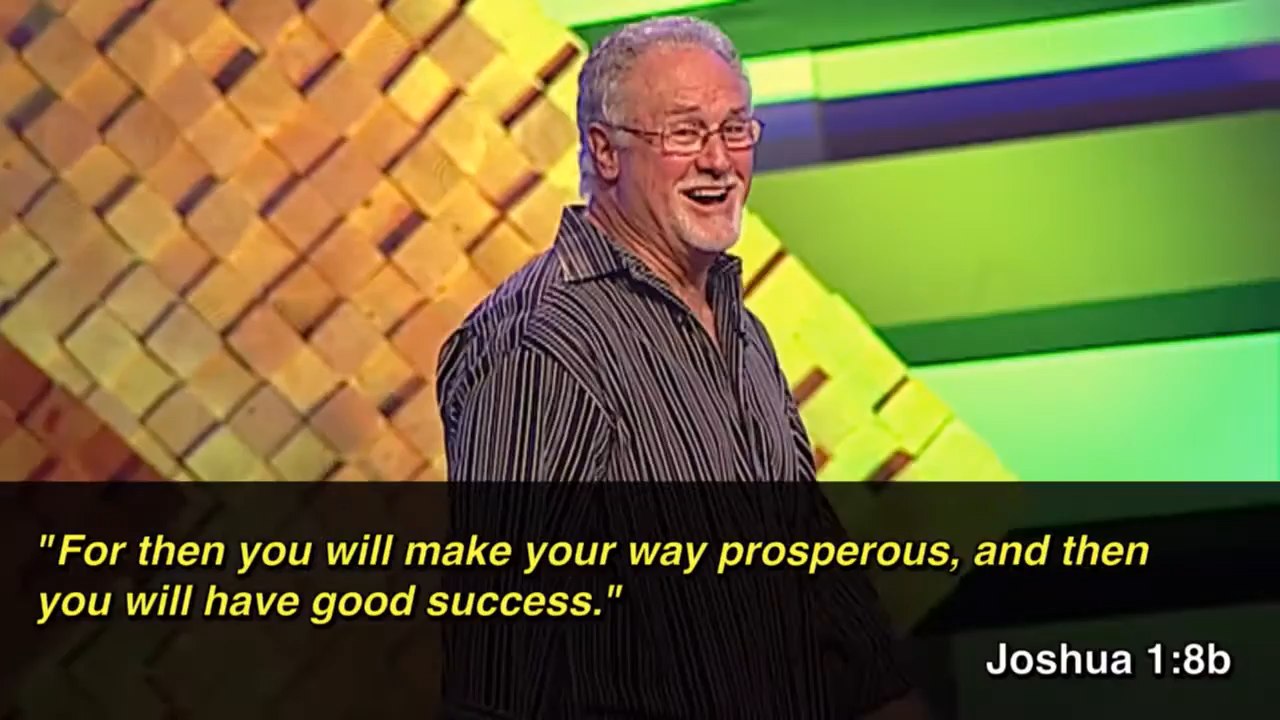 "For then you will make your way prosperous, and then
you will have good success."
Joshua 1:8b